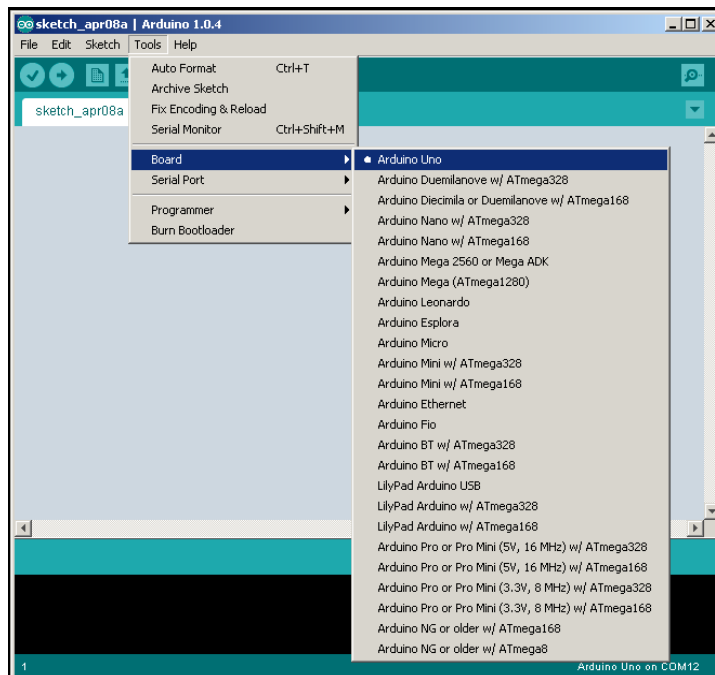 sketch_apr08a | Arduino 1.0.4
File Edit Sketch Tools Help
sketch_apr08a
Auto Format Ctrl+T
Archive Sketch
Fix Encoding & Reload
Serial Monitor Ctrl+Shift+M
Board
Serial Port
Programmer
Burn Bootloader
Arduino Uno
Arduino Duemilanove w/ ATmega328
Arduino Diecimila or Duemilanove w/ ATmega168
Arduino Nano w/ ATmega328
Arduino Nano w/ ATmega168
Arduino Mega 2560 or Mega ADK
Arduino Mega (ATmega1280)
Arduino Leonardo
Arduino Esplora
Arduino Micro
Arduino Mini w/ ATmega328
Arduino Mini w/ ATmega168
Arduino Ethernet
Arduino Fio
Arduino BT w/ ATmega328
Arduino BT w/ ATmega168
LilyPad Arduino USB
LilyPad Arduino w/ ATmega328
LilyPad Arduino w/ ATmega168
Arduino Pro or Pro Mini (5V, 16 MHz) w/ ATmega328
Arduino Pro or Pro Mini (5V, 16 MHz) w/ ATmega168
Arduino Pro or Pro Mini (3.3V, 8 MHz) w/ ATmega328
Arduino Pro or Pro Mini (3.3V, 8 MHz) w/ ATmega168
Arduino NG or older w/ ATmega168
Arduino NG or older w/ ATmega8
1 Arduino Uno on COM12